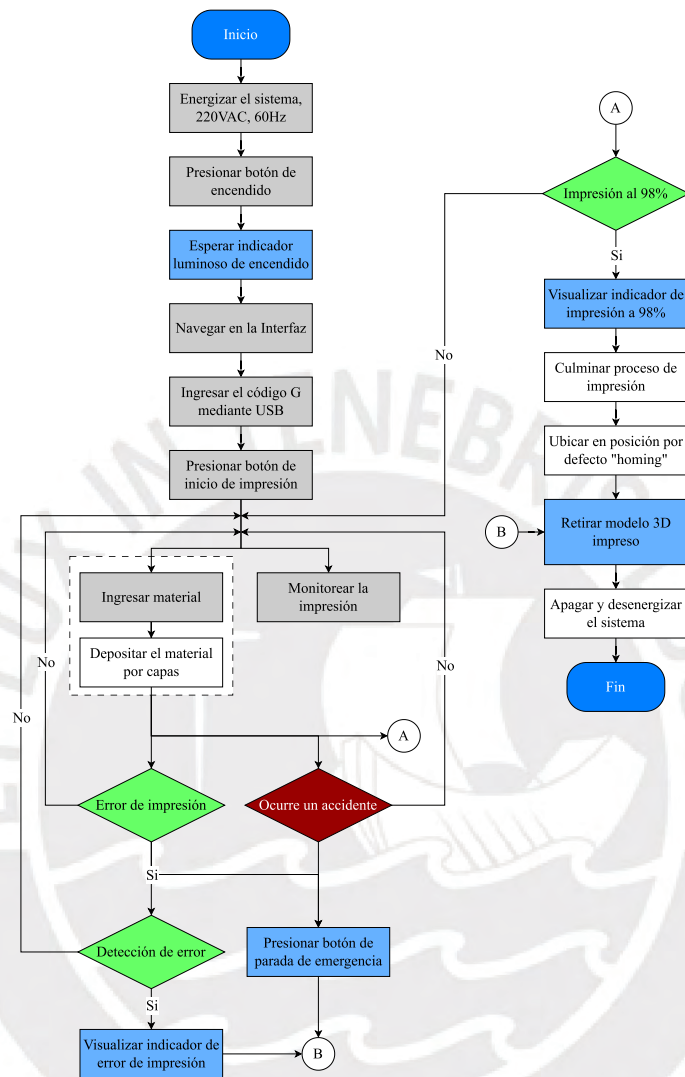 Inicio
Energizar el sistema,
220VAC, 60Hz
Presionar botón de
encendido
Esperar indicador
luminoso de encendido
Navegar en la Interfaz
Ingresar el código G
mediante USB
Presionar botón de
inicio de impresión
Ingresar material
Monitorear la
impresión
Depositar el material
por capas
No
No
No
A
Error de impresión
Ocurre un accidente
Si
Detección de error
Presionar botón de
parada de emergencia
Si
Visualizar indicador de
error de impresión
B
A
Impresión al 98%
Si
No
Visualizar indicador de
impresión a 98%
Culminar proceso de
impresión
Ubicar en posición por
defecto "homing"
B
Retirar modelo 3D
impreso
Apagar y desenergizar
el sistema
Fin